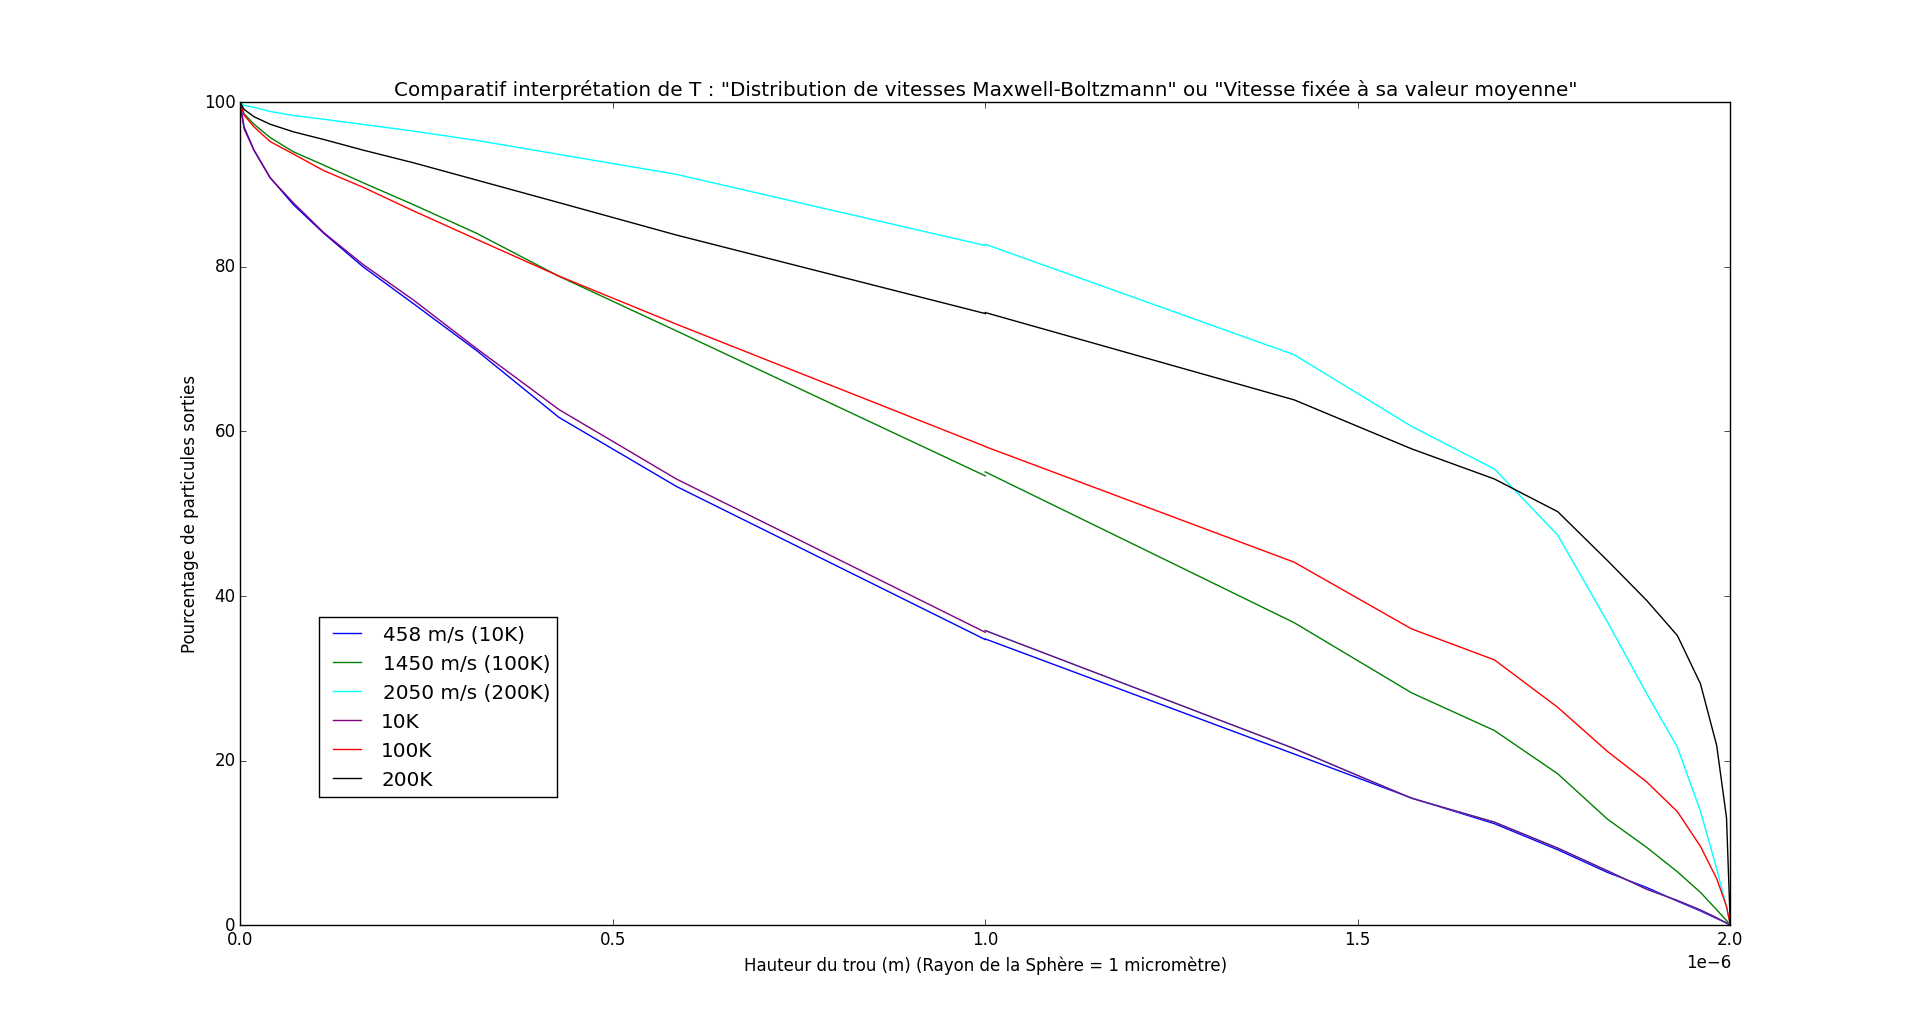 Comparatif interprétation de T : "Distribution de vitesses Maxwell-Boltzmann" ou "Vitesse fixée à sa valeur moyenne"
100
80
60
40
20
0
Pourcentage de particules sorties
458 m/s (10K)
1450 m/s (100K)
2050 m/s (200K)
10K
100K
200K
0.0 0.5 1.0 1.5 2.0
1e−6
Hauteur du trou (m) (Rayon de la Sphère = 1 micromètre)